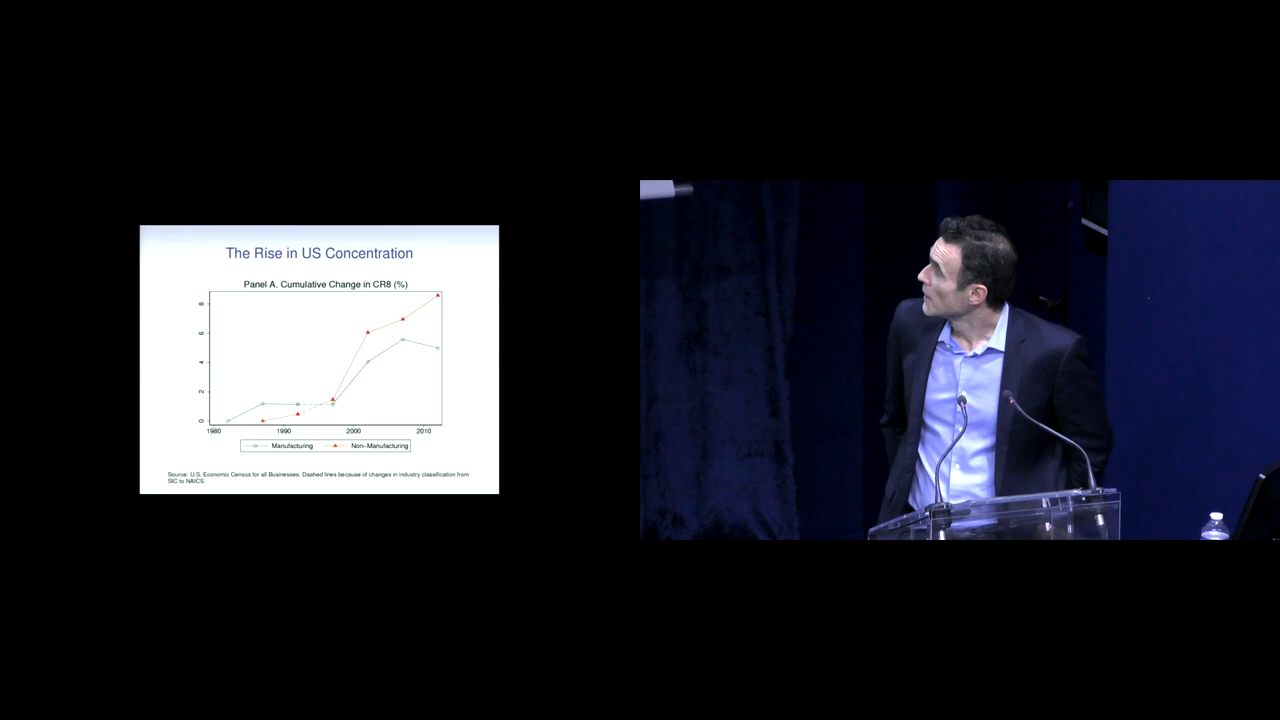 The Rise in US Concentration
Panel A. Cumulative Change in CR8 (%)
8
6
4
2
0
1980 1990 2000 2010
Manufacturing Non-Manufacturing
Source: U.S. Economic Census for all Businesses. Dashed lines because of changes in industry classification from
SIC to NAICS.